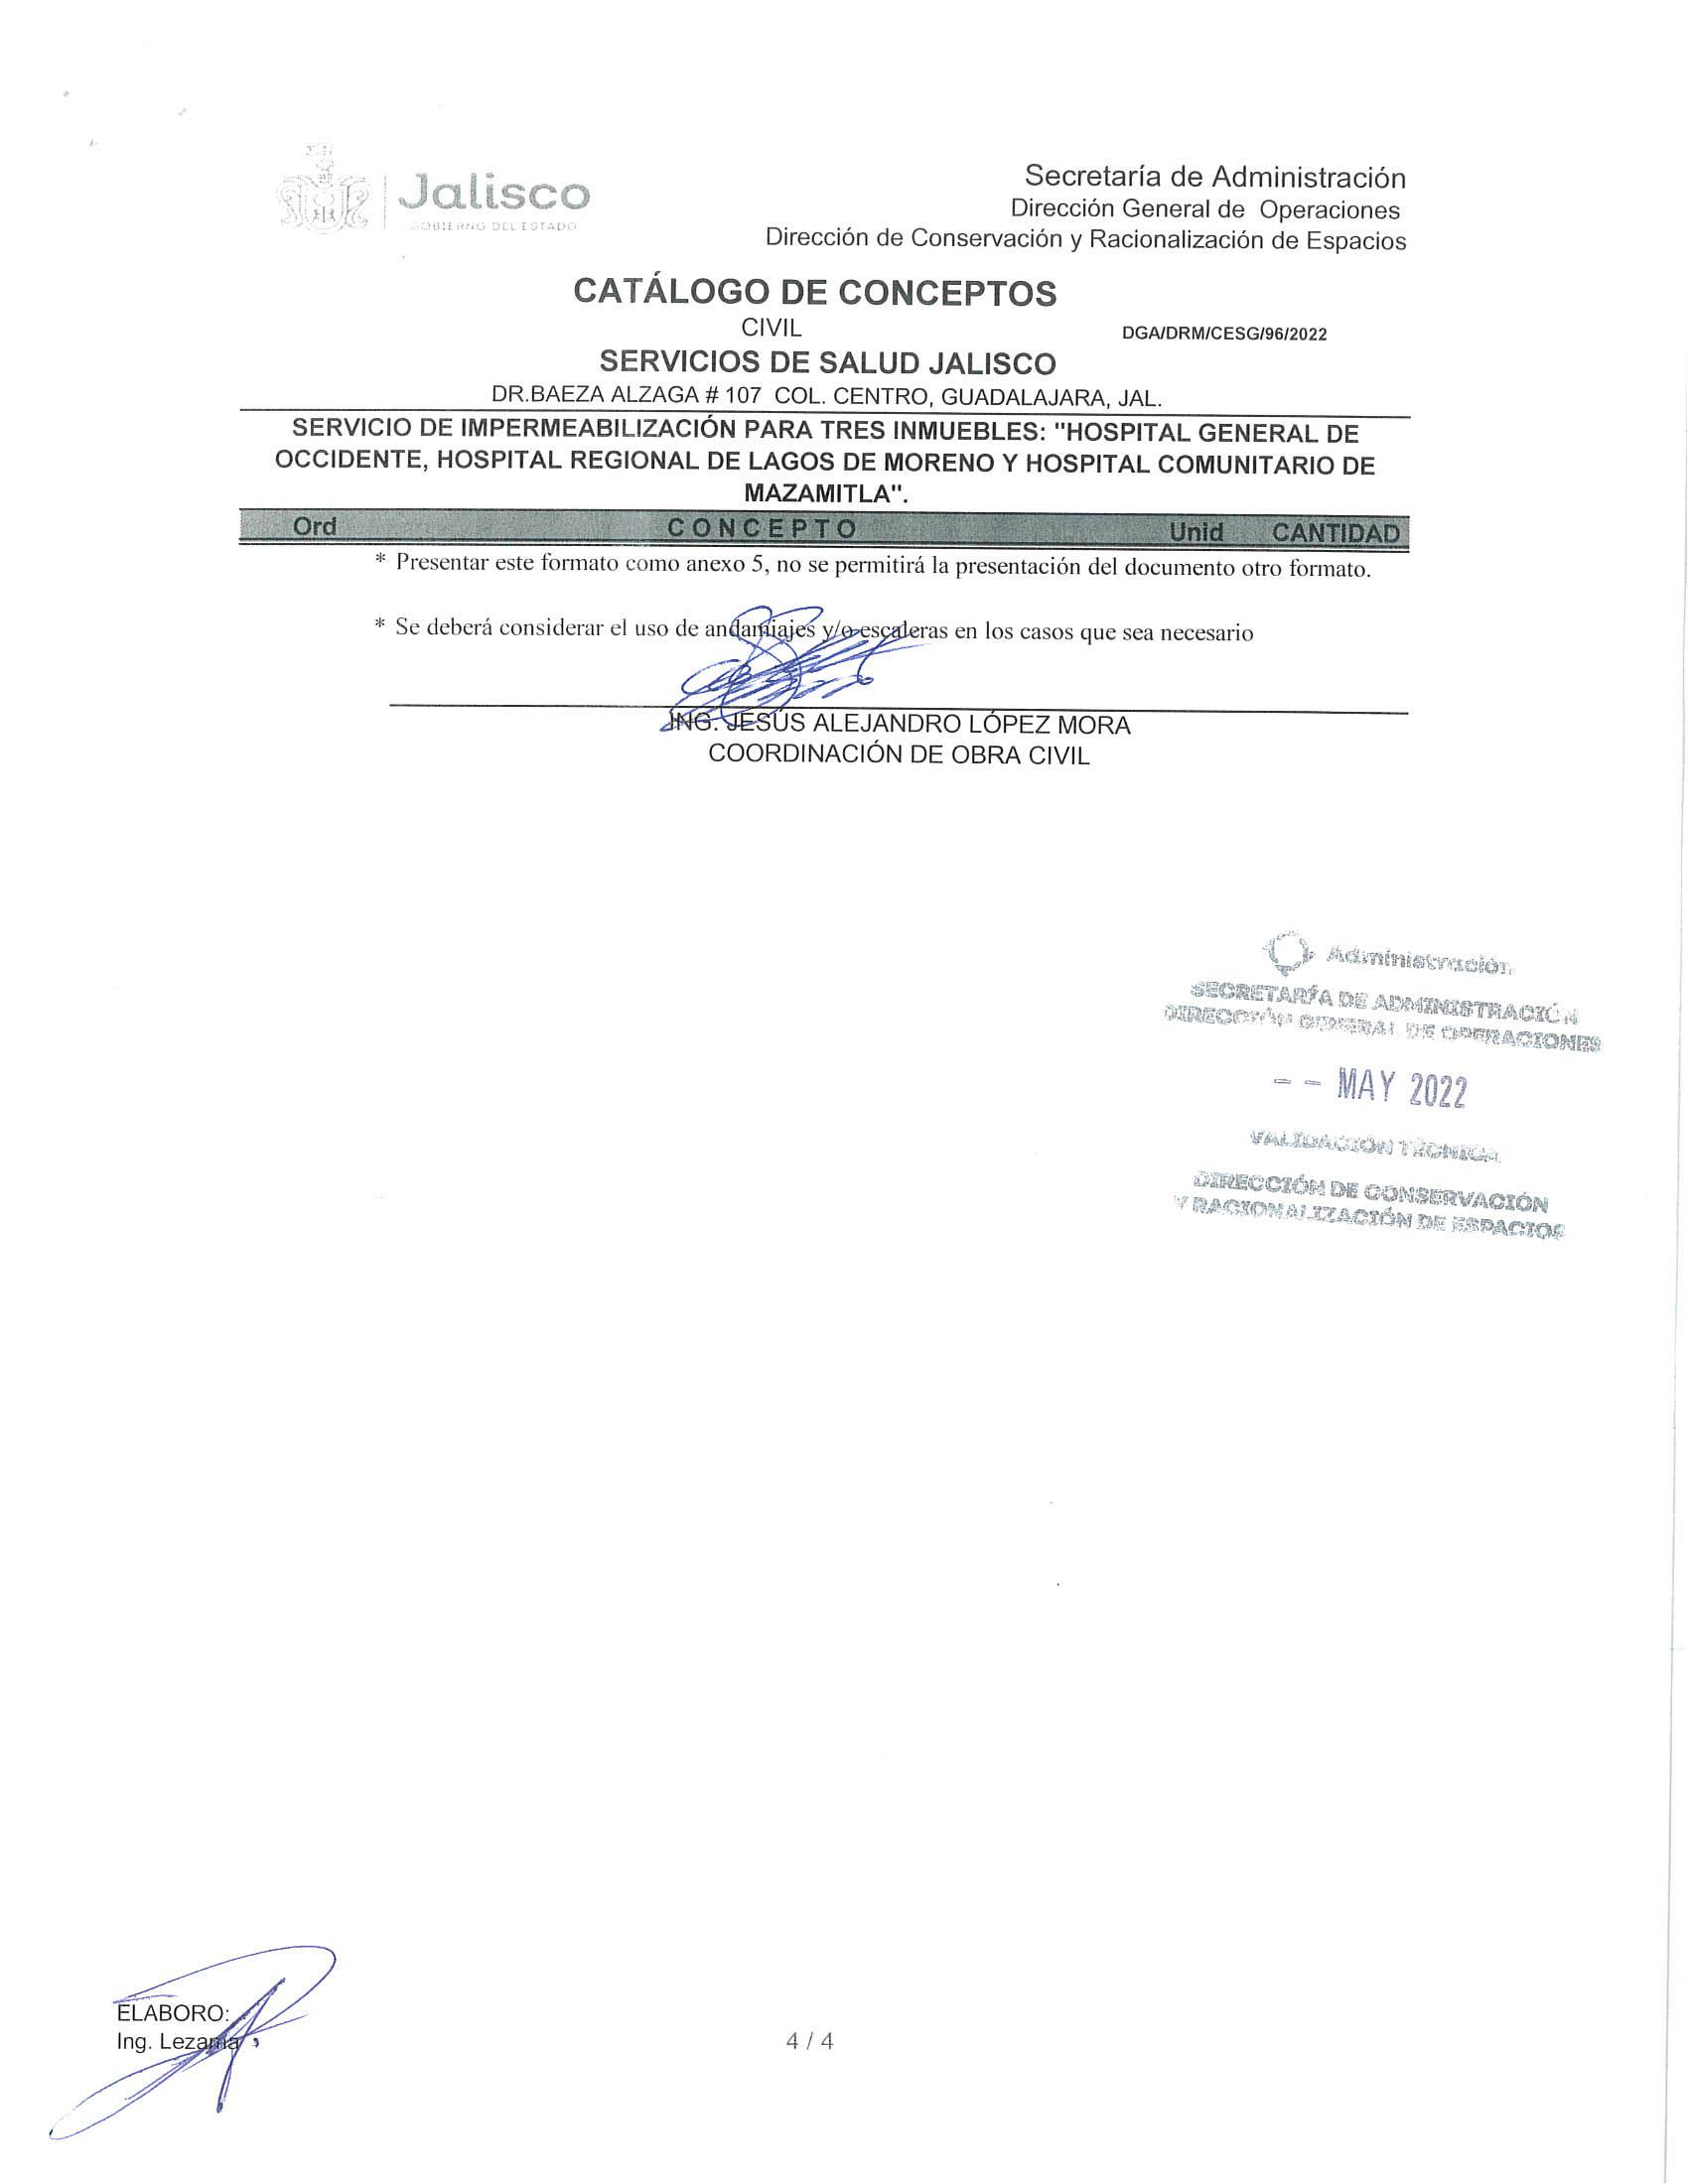 Jalisco
GOBIERNO DEL ESTADO
Secretaría de Administración
Dirección General de Operaciones
Dirección de Conservación y Racionalización de Espacios
CATÁLOGO DE CONCEPTOS
CIVIL
DGA/DRM/CESG/96/2022
SERVICIOS DE SALUD JALISCO
DR.BAEZA ALZAGA # 107 COL. CENTRO, GUADALAJARA, JAL.
SERVICIO DE IMPERMEABILIZACIÓN PARA TRES INMUEBLES: "HOSPITAL GENERAL DE
OCCIDENTE, HOSPITAL REGIONAL DE LAGOS DE MORENO Y HOSPITAL COMUNITARIO DE
MAZAMITLA".
Ord CONCEPTO Unid CANTIDAD
* Presentar este formato como anexo 5, no se permitirá la presentación del documento otro formato.
* Se deberá considerar el uso de andamiajes y/o escaleras en los casos que sea necesario
ING. JESÚS ALEJANDRO LÓPEZ MORA
COORDINACIÓN DE OBRA CIVIL
Administración
SECRETARÍA DE ADMINISTRACIÓN
DIRECCIÓN GENERAL DE OPERACIONES
- - MAY 2022
VALIDACIÓN TÉCNICA
DIRECCIÓN DE CONSERVACIÓN
Y RACIONALIZACIÓN DE ESPACIOS
ELABORO:
Ing. Lezama
4 / 4